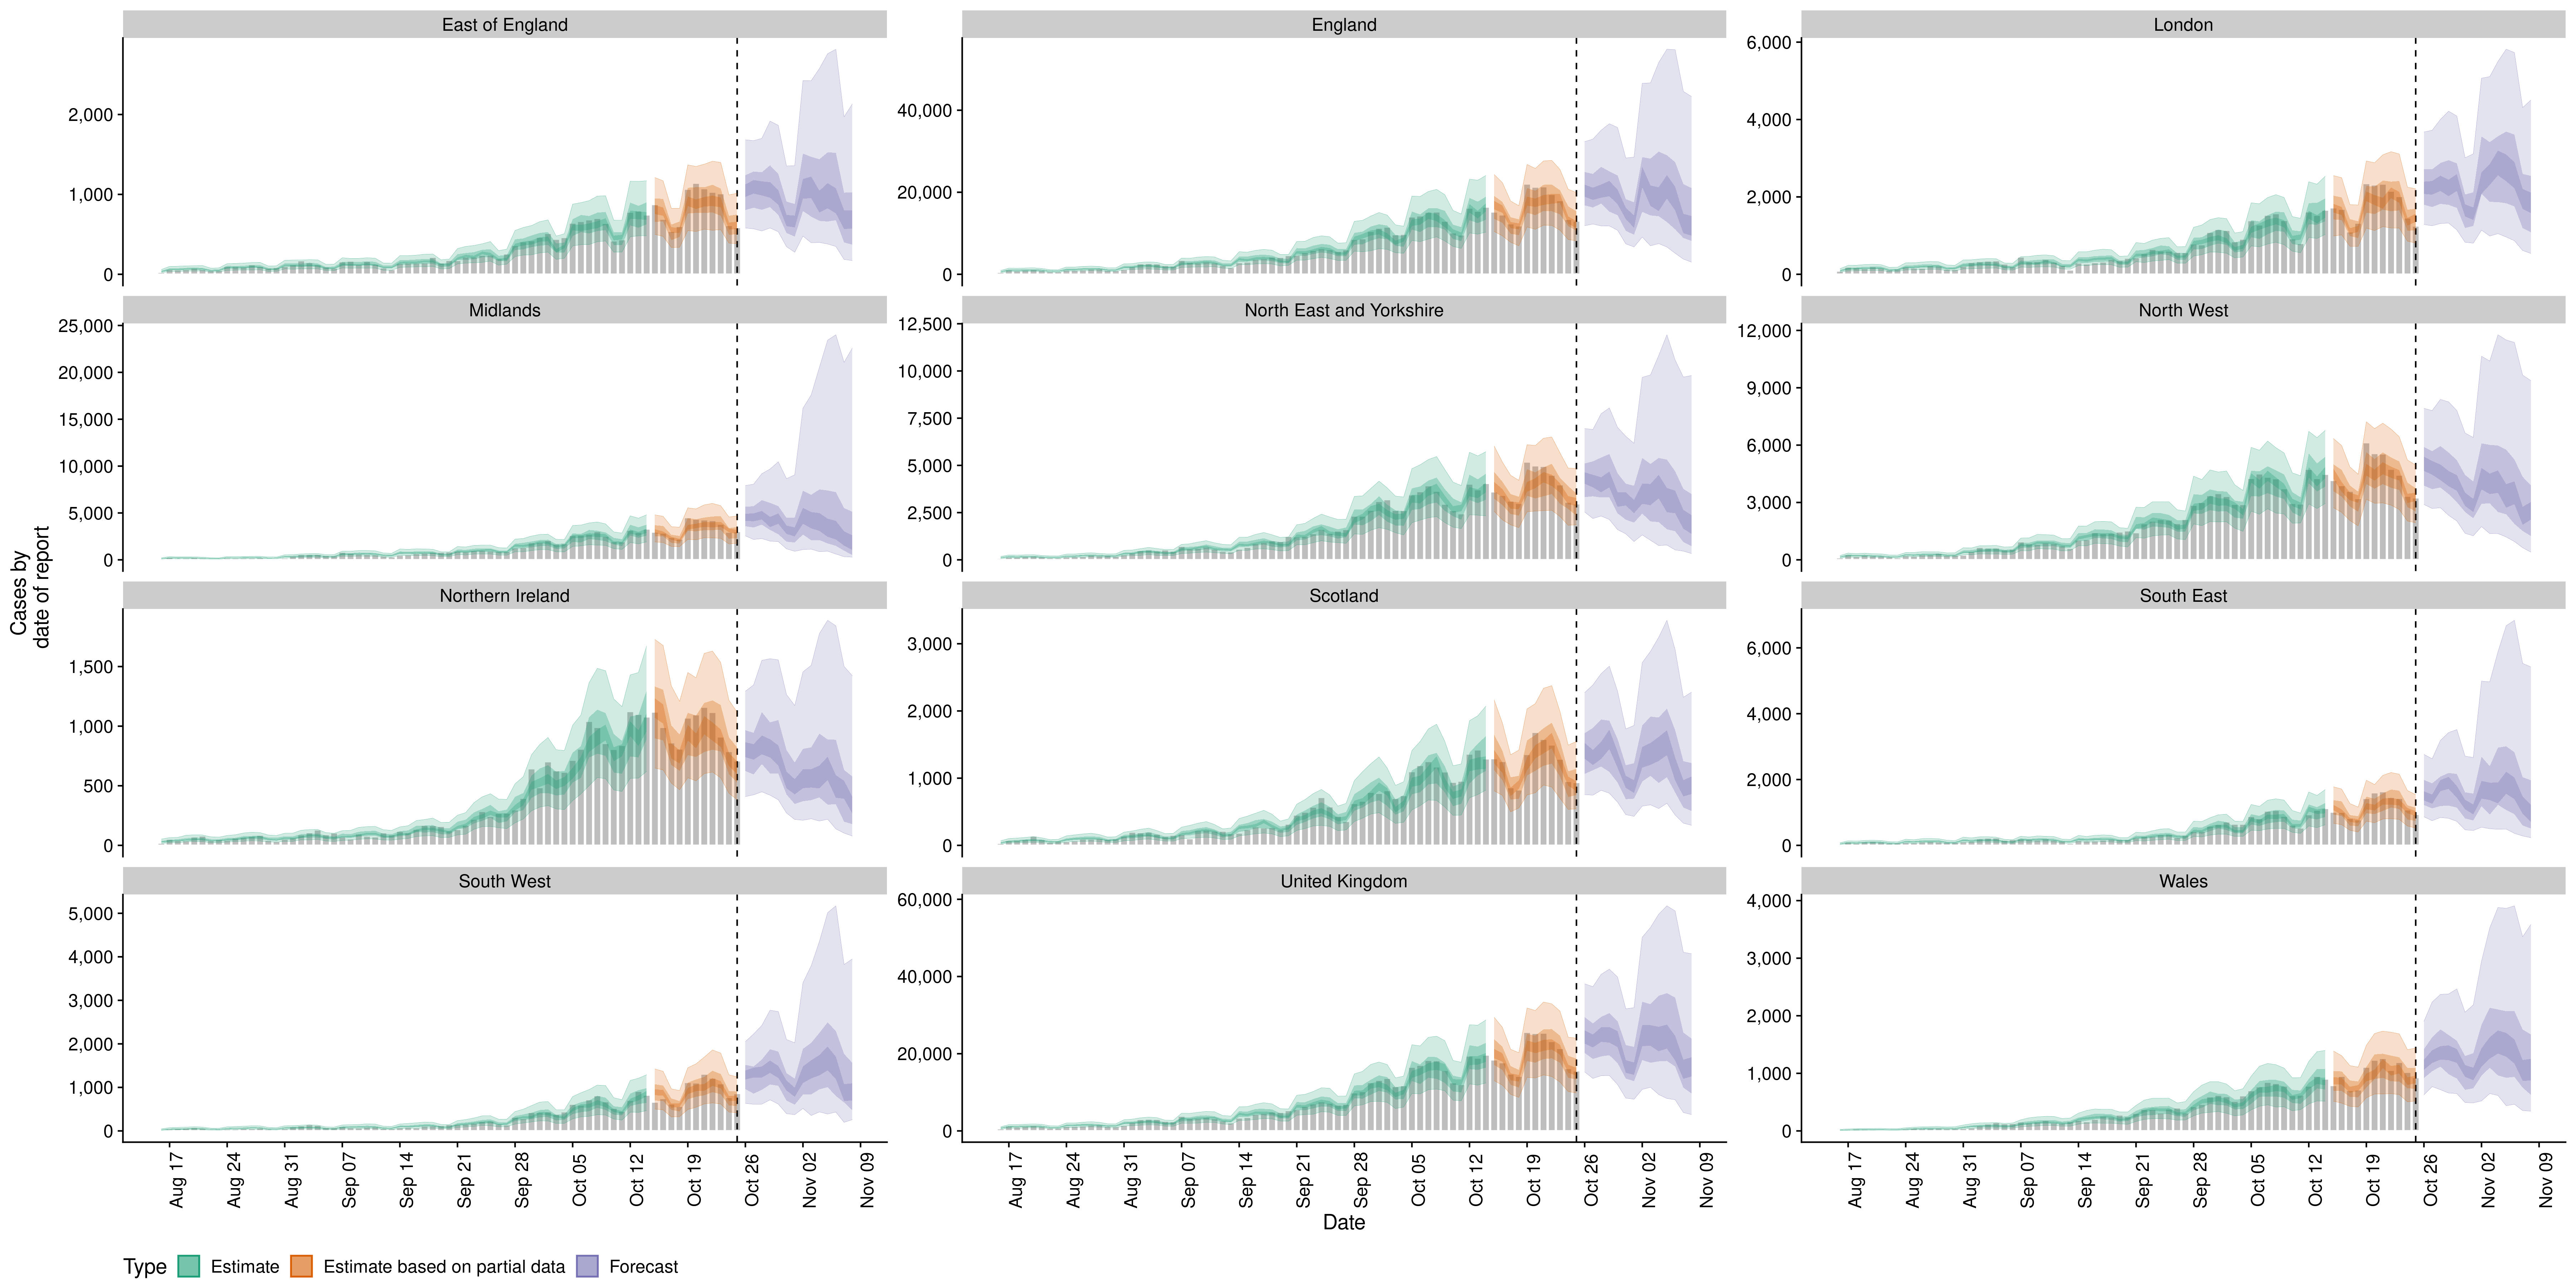 East of England
England
London
2,000
1,000
0
40,000
20,000
0
6,000
4,000
2,000
0
Midlands
North East and Yorkshire
North West
25,000
20,000
15,000
10,000
5,000
0
12,500
10,000
7,500
5,000
2,500
0
12,000
9,000
6,000
3,000
0
Cases by
date of report
Northern Ireland
Scotland
South East
1,500
1,000
500
0
3,000
2,000
1,000
0
6,000
4,000
2,000
0
South West
United Kingdom
Wales
5,000
4,000
3,000
2,000
1,000
0
60,000
40,000
20,000
0
4,000
3,000
2,000
1,000
0
Aug 17
Aug 24
Aug 31
Sep 07
Sep 14
Sep 21
Sep 28
Oct 05
Oct 12
Oct 19
Oct 26
Nov 02
Nov 09
Aug 17
Aug 24
Aug 31
Sep 07
Sep 14
Sep 21
Sep 28
Oct 05
Oct 12
Oct 19
Oct 26
Nov 02
Nov 09
Aug 17
Aug 24
Aug 31
Sep 07
Sep 14
Sep 21
Sep 28
Oct 05
Oct 12
Oct 19
Oct 26
Nov 02
Nov 09
Date
Type Estimate Estimate based on partial data Forecast